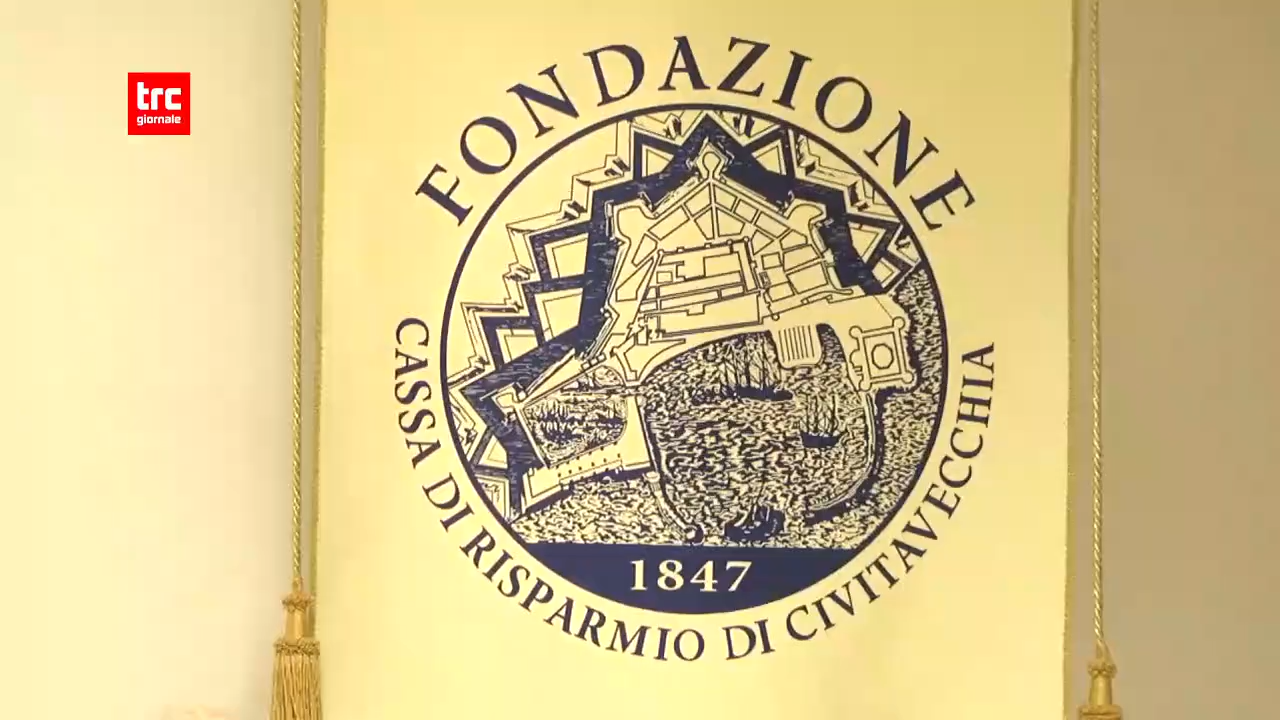 trc
giornale
FONDAZIONE
CASSA DI RISPARMIO DI CIVITAVECCHIA
1847